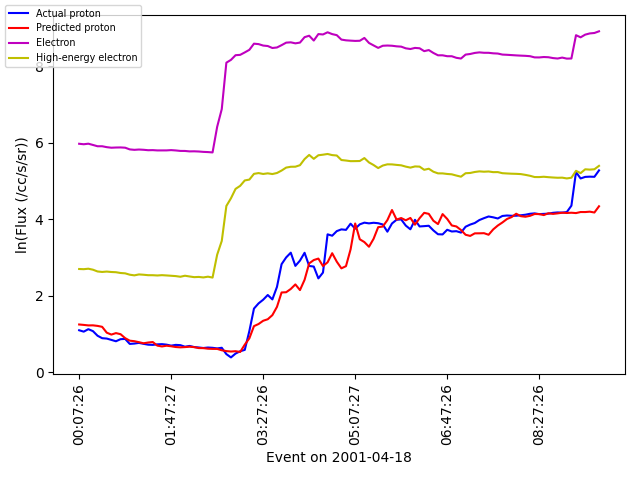 Actual proton
Predicted proton
Electron
High-energy electron
8
6
4
2
0
ln(Flux (/cc/s/sr))
00:07:26
01:47:27
03:27:26
05:07:27
06:47:26
08:27:26
Event on 2001-04-18